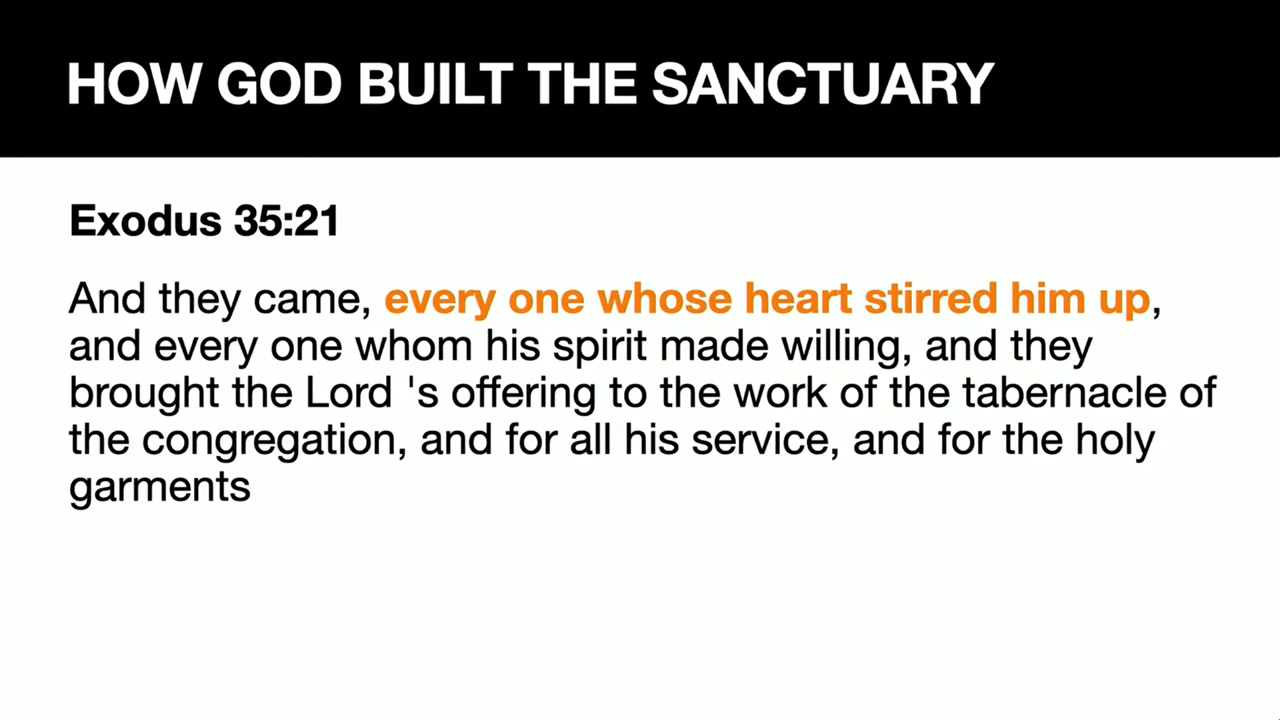 HOW GOD BUILT THE SANCTUARY
Exodus 35:21
And they came, every one whose heart stirred him up,
and every one whom his spirit made willing, and they
brought the Lord 's offering to the work of the tabernacle of
the congregation, and for all his service, and for the holy
garments